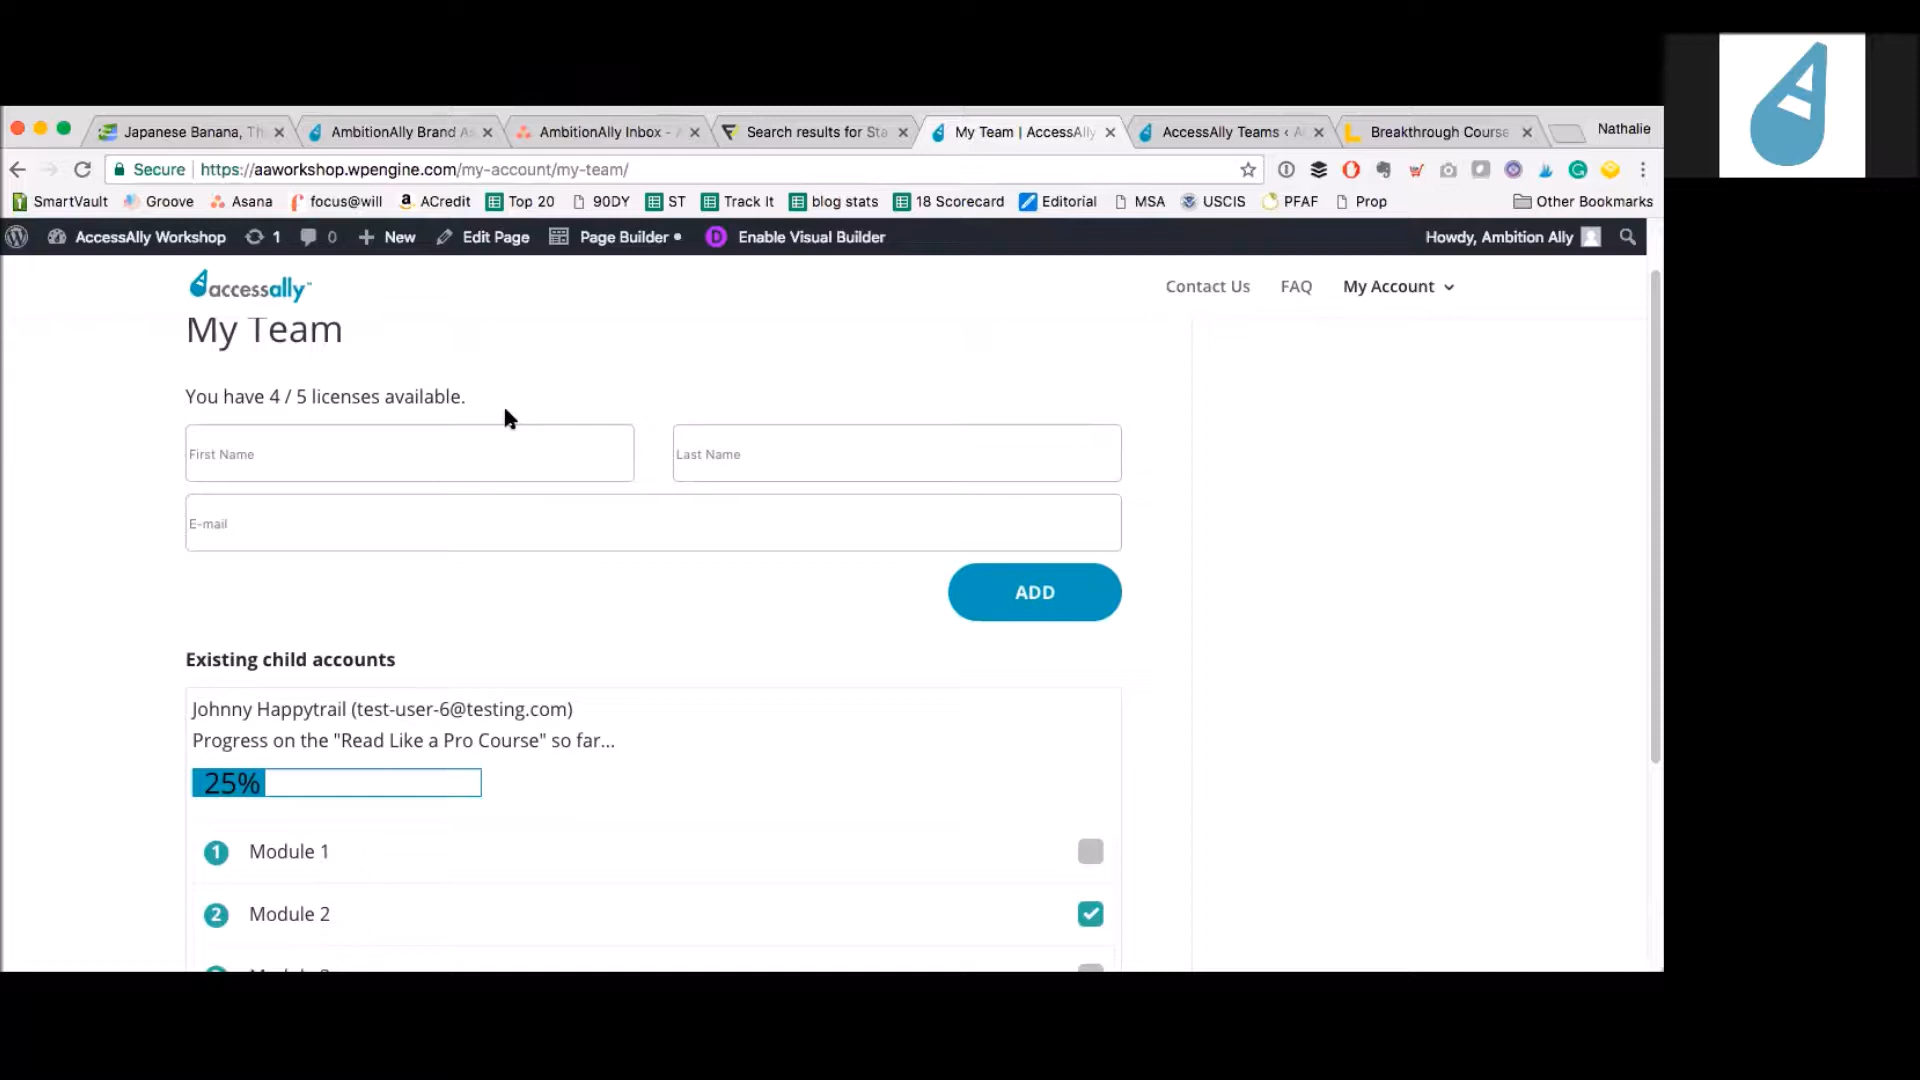 Japanese Banana, Th
AmbitionAlly Brand As
AmbitionAlly Inbox - A
Search results for Sta
My Team | AccessAlly
AccessAlly Teams ‹ A
Breakthrough Course
Nathalie
Secure
https://aaworkshop.wpengine.com/my-account/my-team/
SmartVault
Groove
Asana
focus@will
ACredit
Top 20
90DY
ST
Track It
blog stats
18 Scorecard
Editorial
MSA
USCIS
PFAF
Prop
Other Bookmarks
AccessAlly Workshop
1
0
New
Edit Page
Page Builder
D
Enable Visual Builder
Howdy, Ambition Ally
accessally™
Contact Us
FAQ
My Account
My Team
You have 4 / 5 licenses available.
First Name
Last Name
E-mail
ADD
Existing child accounts
Johnny Happytrail (test-user-6@testing.com)
Progress on the "Read Like a Pro Course" so far...
25%
1 Module 1
2 Module 2